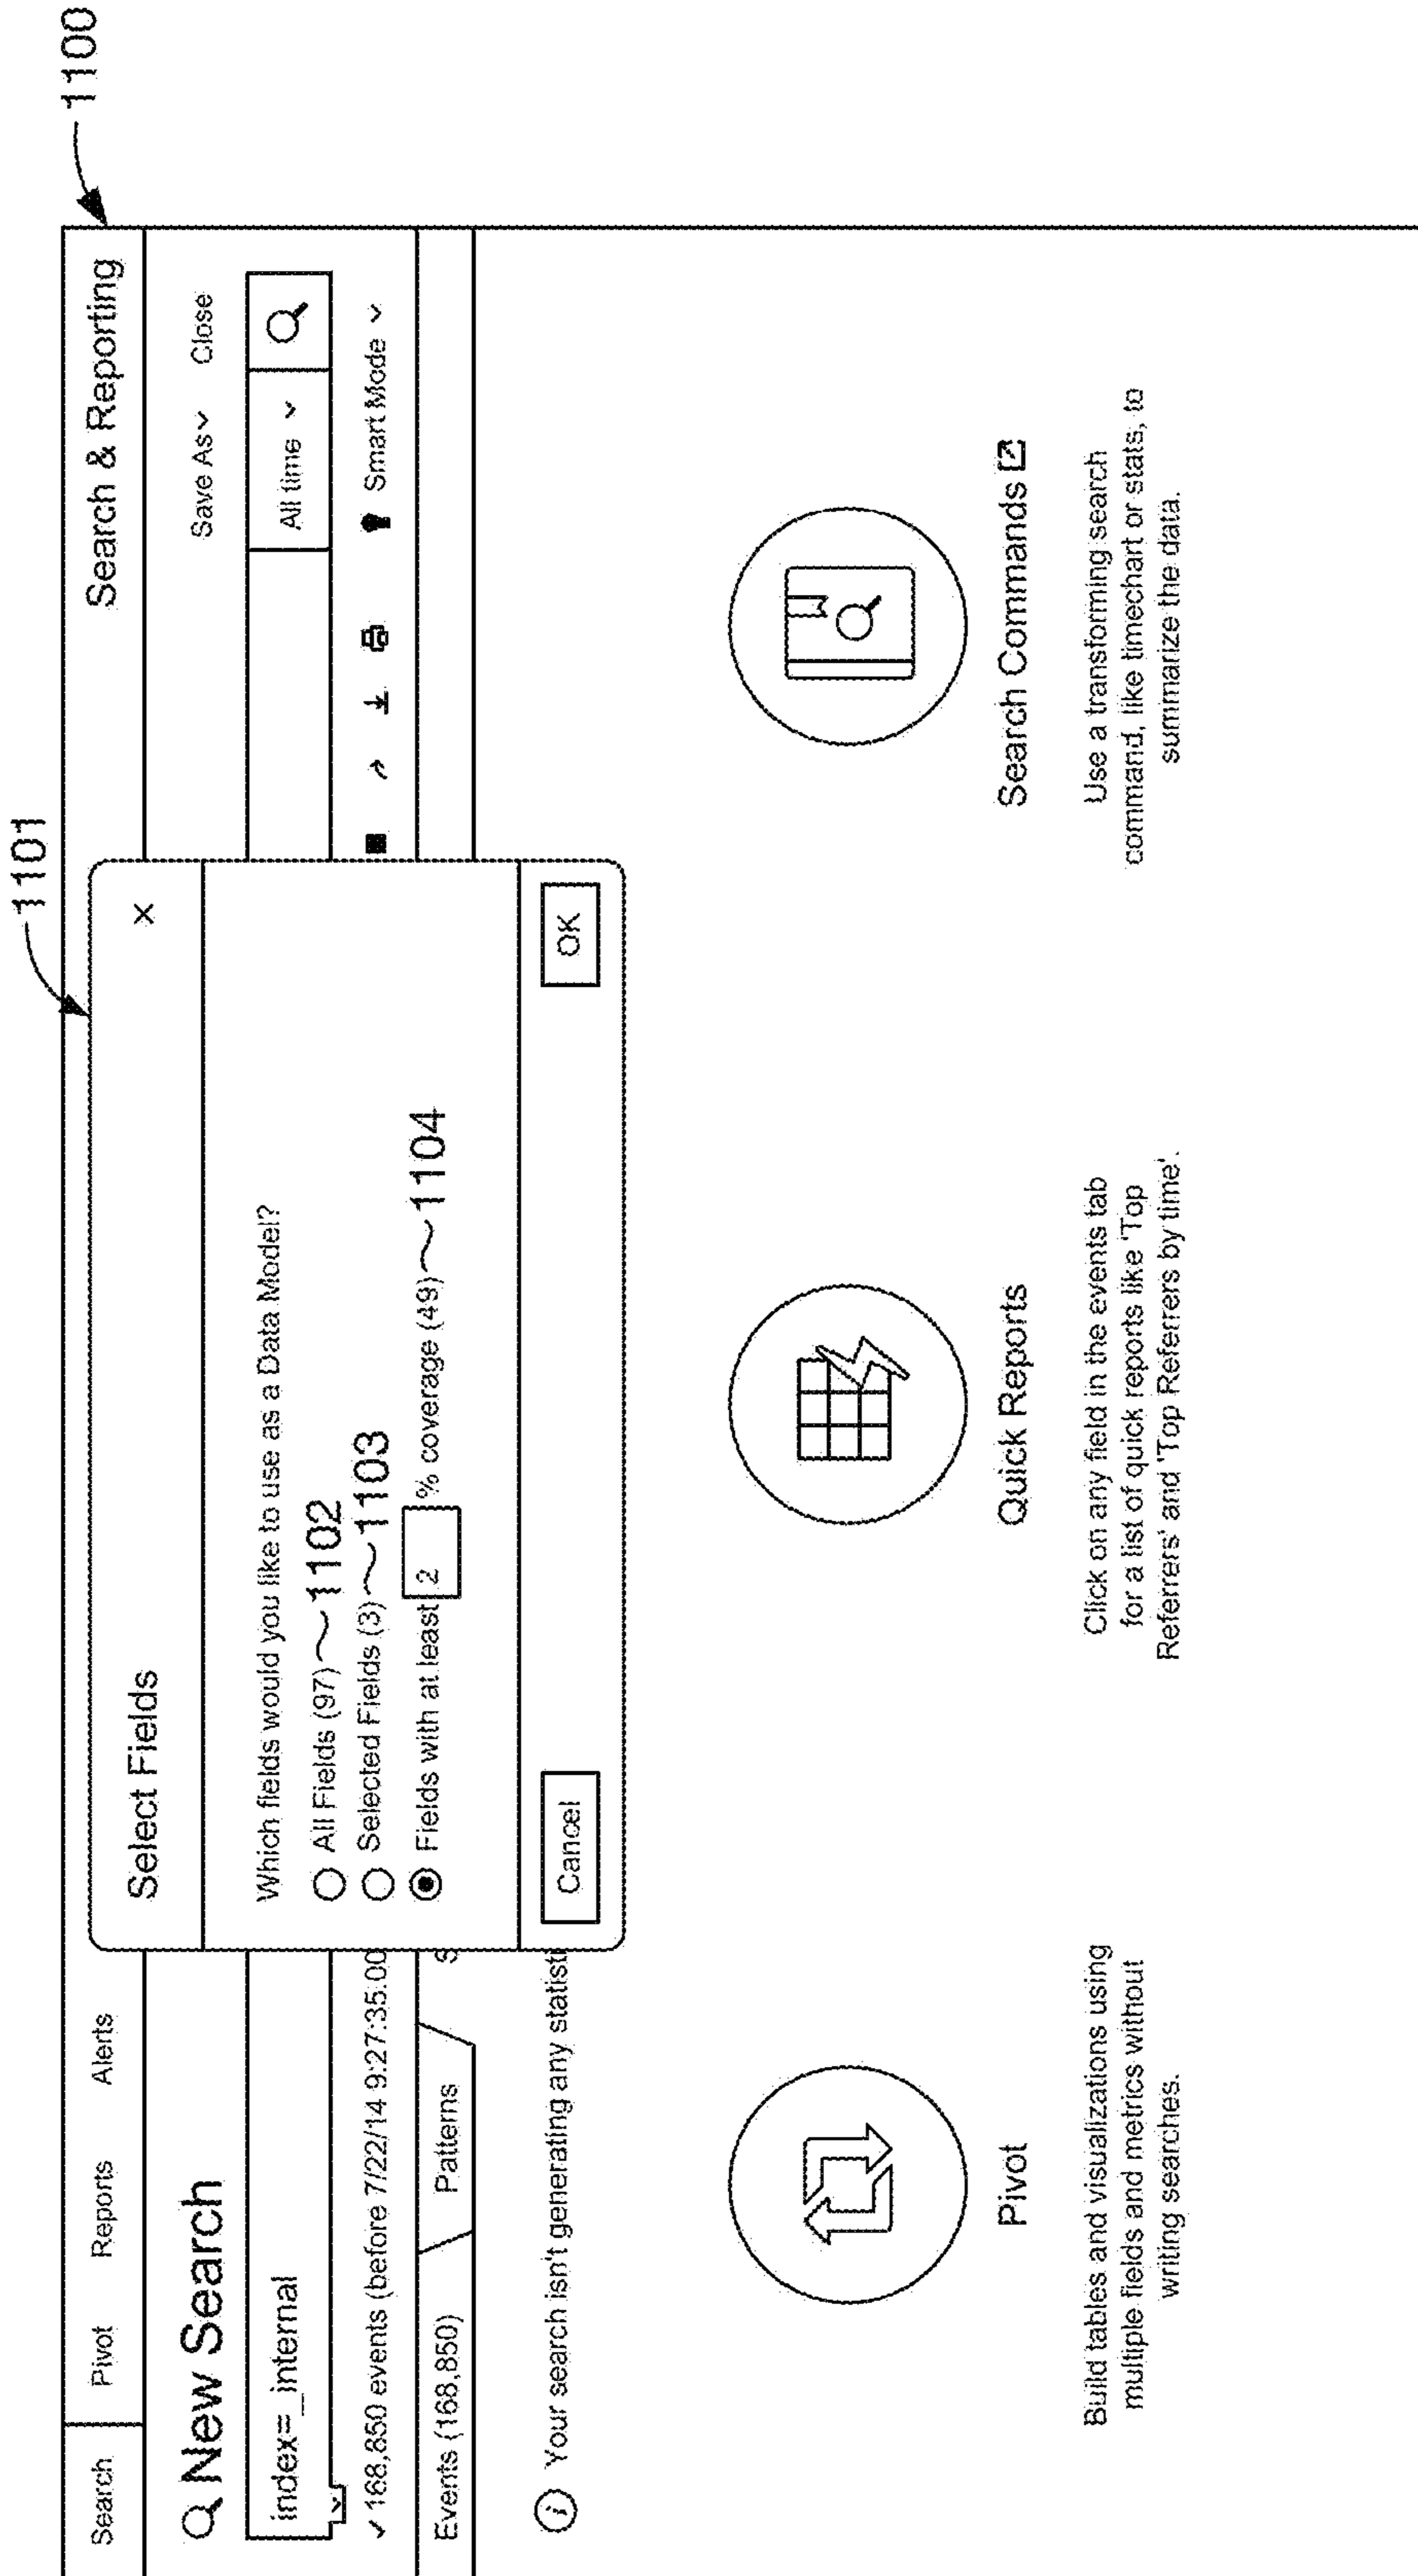 1100
1101
Search Pivot Reports Alerts Search & Reporting
New Search
Save As Close
index=_internal All time
✓ 168,850 events (before 7/22/14 9:27:35.00 Smart Mode
Events (168,850) Patterns S
Your search isn't generating any statisti
Select Fields X
Which fields would you like to use as a Data Model?
All Fields (97) 1102
Selected Fields (3) 1103
Fields with at least 2 % coverage (49) 1104
Cancel OK
Pivot
Build tables and visualizations using
multiple fields and metrics without
writing searches.
Quick Reports
Click on any field in the events tab
for a list of quick reports like 'Top
Referrers' and 'Top Referrers by time'.
Search Commands
Use a transforming search
command, like timechart or stats, to
summarize the data.